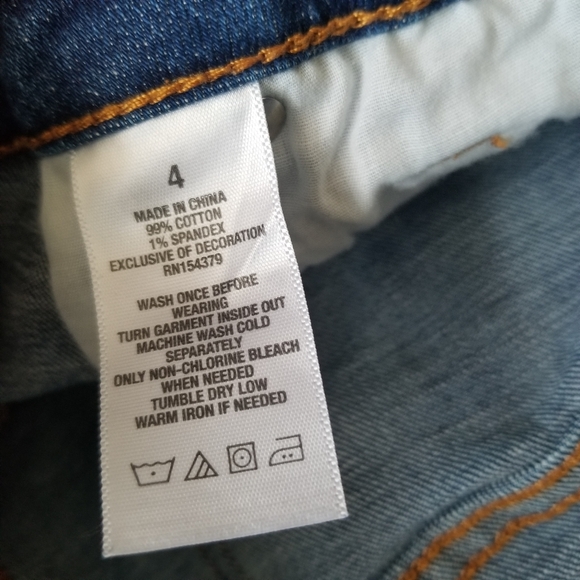 4
MADE IN CHINA
99% COTTON
1% SPANDEX
EXCLUSIVE OF DECORATION
RN154379
WASH ONCE BEFORE
WEARING
TURN GARMENT INSIDE OUT
MACHINE WASH COLD
SEPARATELY
ONLY NON-CHLORINE BLEACH
WHEN NEEDED
TUMBLE DRY LOW
WARM IRON IF NEEDED